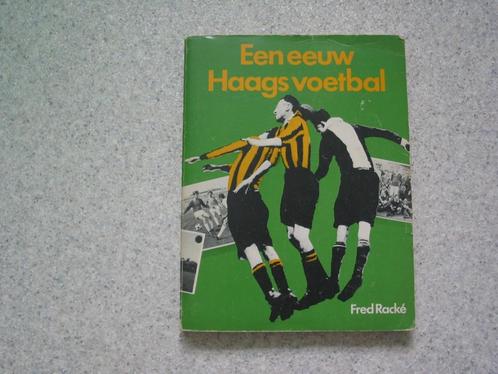 Een eeuw
Haags voetbal
Fred Racké